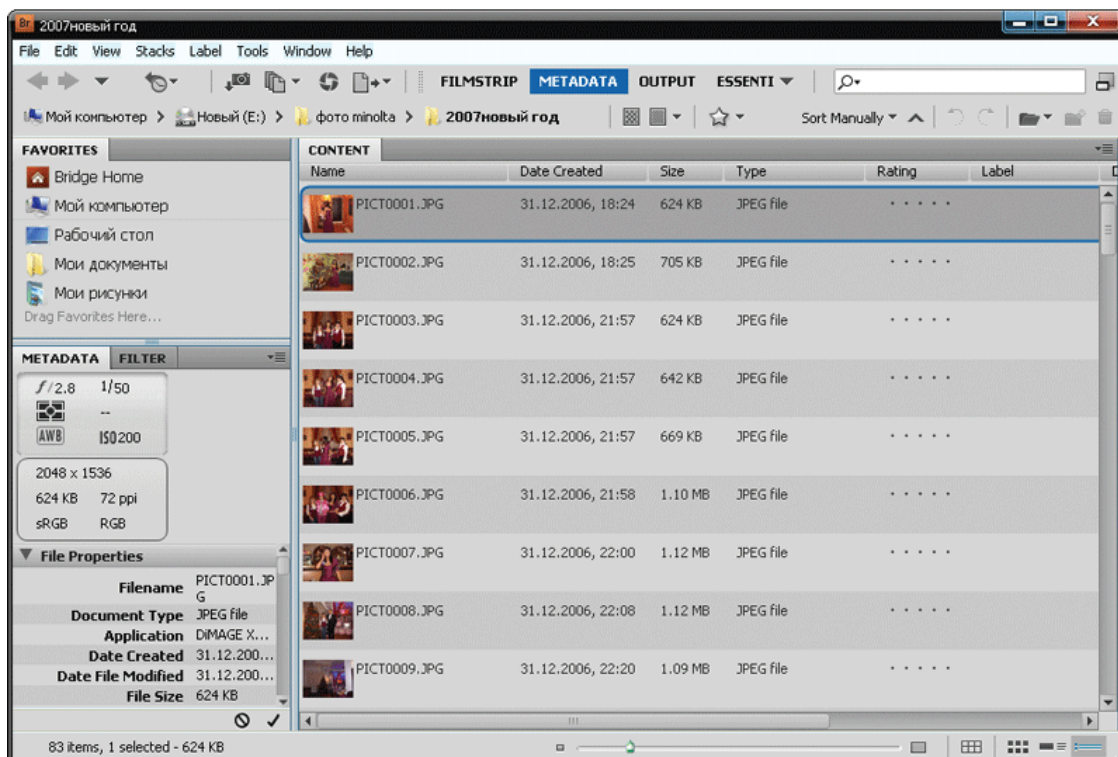 Br 2007новый год
File Edit View Stacks Label Tools Window Help
FILMSTRIP METADATA OUTPUT ESSENTI
Мой компьютер > Новый (E:) > фото minolta > 2007новый год Sort Manually
FAVORITES
Bridge Home
Мой компьютер
Рабочий стол
Мои документы
Мои рисунки
Drag Favorites Here...
METADATA FILTER
f/2.8 1/50
--
AWB ISO200
2048 x 1536
624 KB 72 ppi
sRGB RGB
File Properties
Filename PICT0001.JP
G
Document Type JPEG file
Application DiMAGE X...
Date Created 31.12.200...
Date File Modified 31.12.200...
File Size 624 KB
CONTENT
Name Date Created Size Type Rating Label
PICT0001.JPG 31.12.2006, 18:24 624 KB JPEG file
PICT0002.JPG 31.12.2006, 18:25 705 KB JPEG file
PICT0003.JPG 31.12.2006, 21:57 624 KB JPEG file
PICT0004.JPG 31.12.2006, 21:57 642 KB JPEG file
PICT0005.JPG 31.12.2006, 21:57 669 KB JPEG file
PICT0006.JPG 31.12.2006, 21:58 1.10 MB JPEG file
PICT0007.JPG 31.12.2006, 22:00 1.12 MB JPEG file
PICT0008.JPG 31.12.2006, 22:08 1.12 MB JPEG file
PICT0009.JPG 31.12.2006, 22:20 1.09 MB JPEG file
83 items, 1 selected - 624 KB